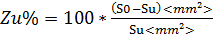 Zu% = 100 * (S0−Su)<mm²> / Su<mm²>